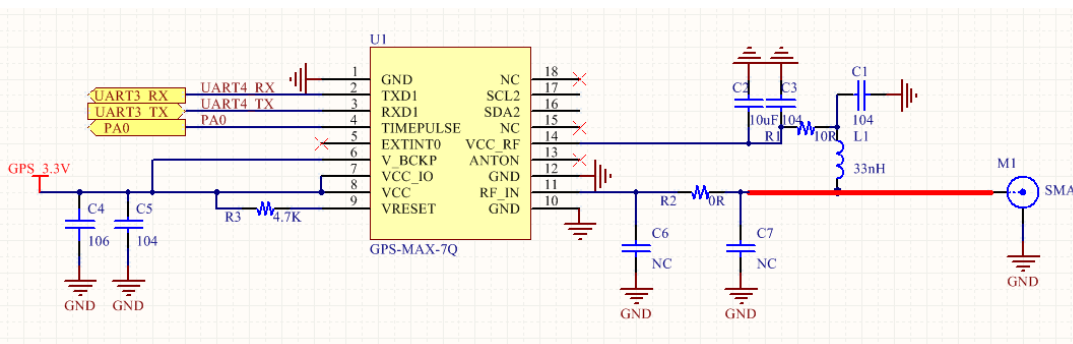 U1
1 GND NC 18
UART3_RX UART4_RX 2 TXD1 SCL2 17
UART3_TX UART4_TX 3 RXD1 SDA2 16
PA0 PA0 4 TIMEPULSE NC 15
5 EXTINT0 VCC_RF 14
6 V_BCKP ANTON 13
7 VCC_IO GND 12
8 VCC RF_IN 11
9 VRESET GND 10
GPS-MAX-7Q
GPS_3.3V
R3 4.7K
C4
106
GND
C5
104
GND
C2
10uF
C3
104
R1
10R
C1
104
L1
33nH
R2 0R
C6
NC
GND
C7
NC
GND
M1
SMA
GND